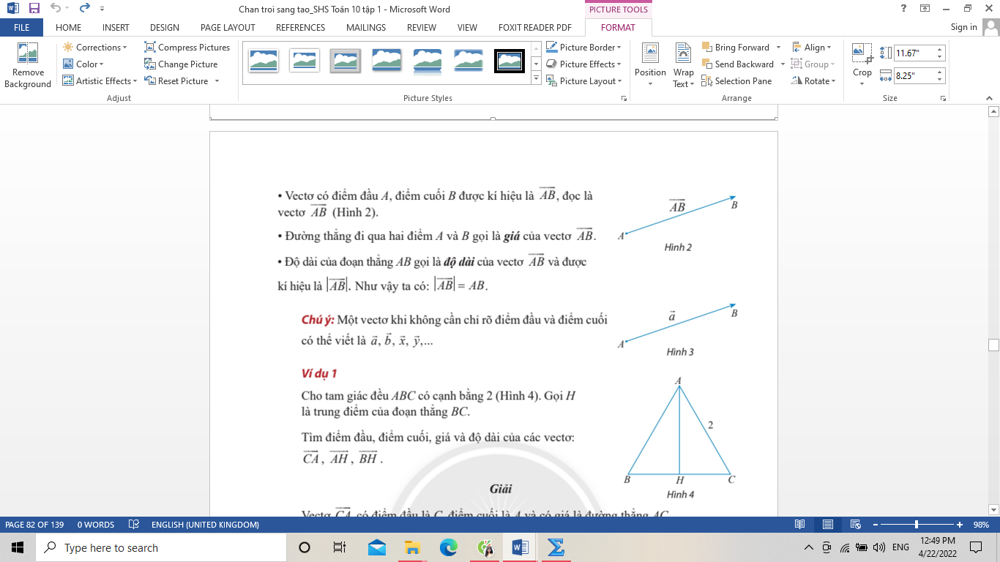 Chan troi sang tao_SHS Toán 10 tập 1 - Microsoft Word
PICTURE TOOLS
FILE HOME INSERT DESIGN PAGE LAYOUT REFERENCES MAILINGS REVIEW VIEW FOXIT READER PDF FORMAT Sign in
Remove Background
Corrections
Color
Artistic Effects
Compress Pictures
Change Picture
Reset Picture
Adjust
Picture Styles
Picture Border
Picture Effects
Picture Layout
Position
Wrap Text
Bring Forward
Send Backward
Selection Pane
Align
Group
Rotate
Arrange
Crop
11.67"
8.25"
Size
• Vectơ có điểm đầu A, điểm cuối B được kí hiệu là \overrightarrow{AB}, đọc là
vectơ \overrightarrow{AB} (Hình 2).
• Đường thẳng đi qua hai điểm A và B gọi là giá của vectơ \overrightarrow{AB}.
• Độ dài của đoạn thẳng AB gọi là độ dài của vectơ \overrightarrow{AB} và được
kí hiệu là |\overrightarrow{AB}|. Như vậy ta có: |\overrightarrow{AB}| = AB.
\overrightarrow{AB}
A
B
Hình 2
Chú ý: Một vectơ khi không cần chỉ rõ điểm đầu và điểm cuối
có thể viết là \vec{a}, \vec{b}, \vec{x}, \vec{y},...
\vec{a}
A
B
Hình 3
Ví dụ 1
Cho tam giác đều ABC có cạnh bằng 2 (Hình 4). Gọi H
là trung điểm của đoạn thẳng BC.
Tìm điểm đầu, điểm cuối, giá và độ dài của các vectơ:
\overrightarrow{CA}, \overrightarrow{AH}, \overrightarrow{BH}.
A
2
B H C
Hình 4
Giải
Vectơ \overrightarrow{CA} có điểm đầu là C, điểm cuối là A và có giá là đường thẳng AC.
PAGE 82 OF 139 0 WORDS ENGLISH (UNITED KINGDOM) 98%
Type here to search
ENG
12:49 PM
4/22/2022